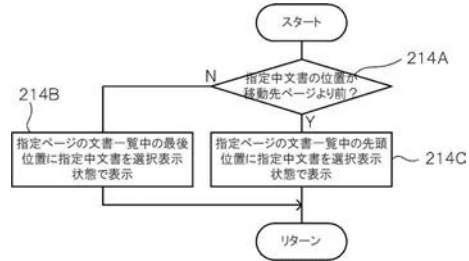 スタート
指定中文書の位置が
移動先ページより前？
214A
N
Y
214B
指定ページの文書一覧中の最後
位置に指定中文書を選択表示
状態で表示
指定ページの文書一覧中の先頭
位置に指定中文書を選択表示
状態で表示
214C
リターン